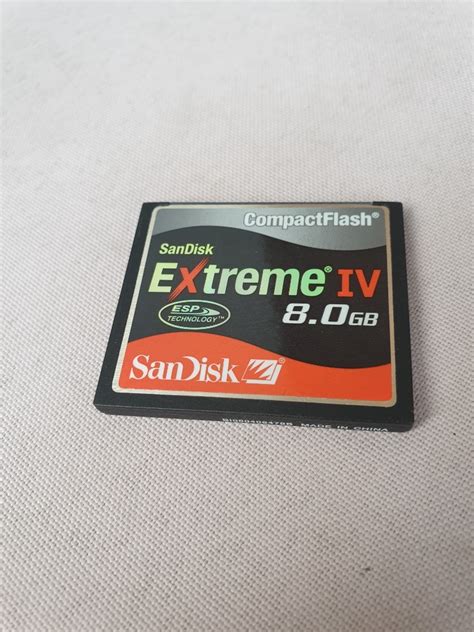 CompactFlash®
SanDisk
Extreme® IV
ESP
TECHNOLOGY™
8.0GB
SanDisk
MADE IN CHINA